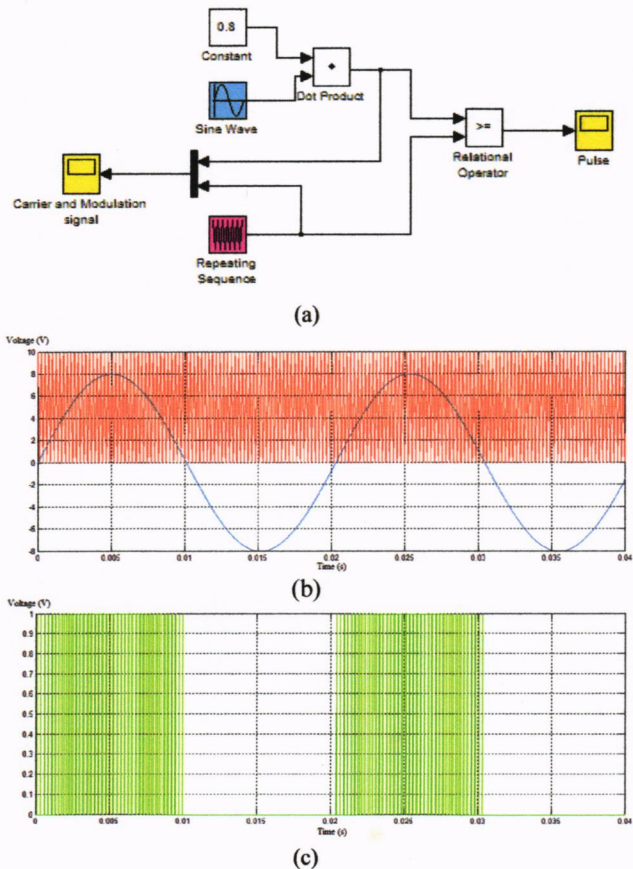 0.8
Constant
Dot Product
Sine Wave
>=
Relational
Operator
Pulse
Carrier and Modulation
signal
Repeating
Sequence
(a)
Voltage (V)
10
8
6
4
2
0
-2
-4
-6
-8
0 0.005 0.01 0.015 0.02 0.025 0.03 0.035 0.04
Time (s)
(b)
Voltage (V)
1
0.9
0.8
0.7
0.6
0.5
0.4
0.3
0.2
0.1
0
0 0.005 0.01 0.015 0.02 0.025 0.03 0.035 0.04
Time (s)
(c)